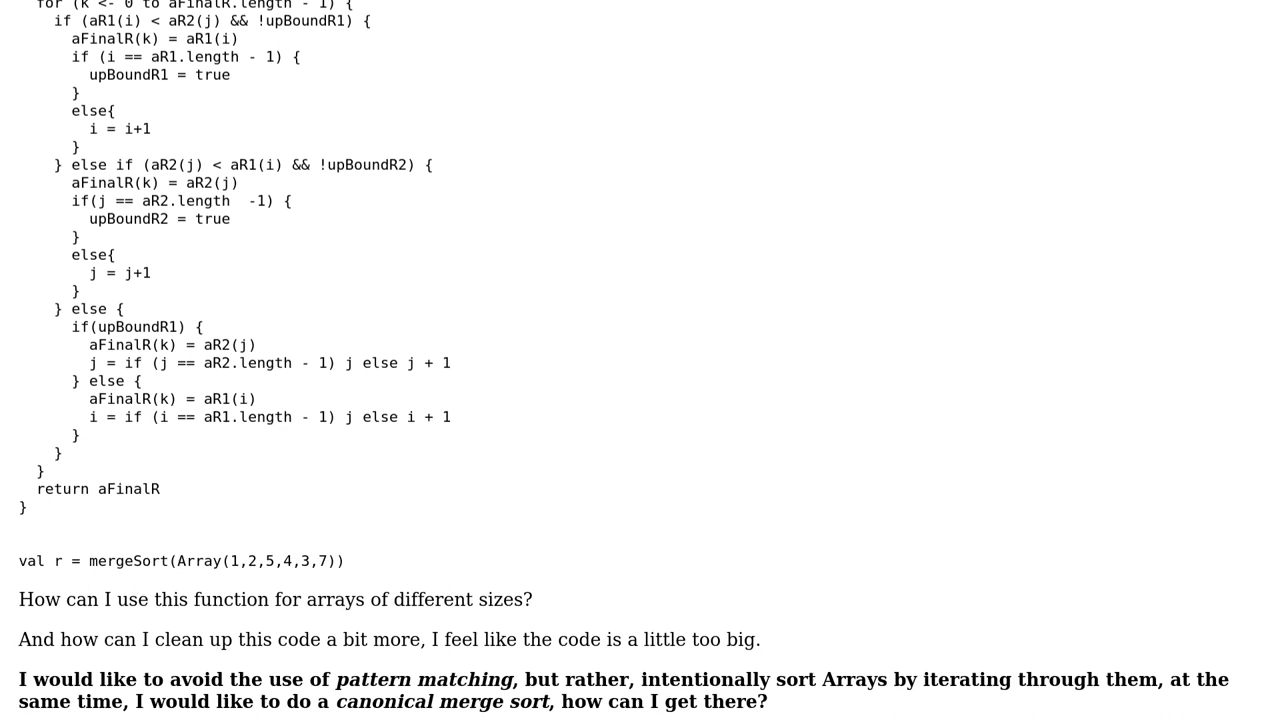 for (k <- 0 to aFinalR.length - 1) {
if (aR1(i) < aR2(j) && !upBoundR1) {
aFinalR(k) = aR1(i)
if (i == aR1.length - 1) {
upBoundR1 = true
}
else{
i = i+1
}
} else if (aR2(j) < aR1(i) && !upBoundR2) {
aFinalR(k) = aR2(j)
if(j == aR2.length  -1) {
upBoundR2 = true
}
else{
j = j+1
}
} else {
if(upBoundR1) {
aFinalR(k) = aR2(j)
j = if (j == aR2.length - 1) j else j + 1
} else {
aFinalR(k) = aR1(i)
i = if (i == aR1.length - 1) j else i + 1
}
}
}
return aFinalR
}
val r = mergeSort(Array(1,2,5,4,3,7))
How can I use this function for arrays of different sizes?
And how can I clean up this code a bit more, I feel like the code is a little too big.
I would like to avoid the use of pattern matching, but rather, intentionally sort Arrays by iterating through them, at the
same time, I would like to do a canonical merge sort, how can I get there?